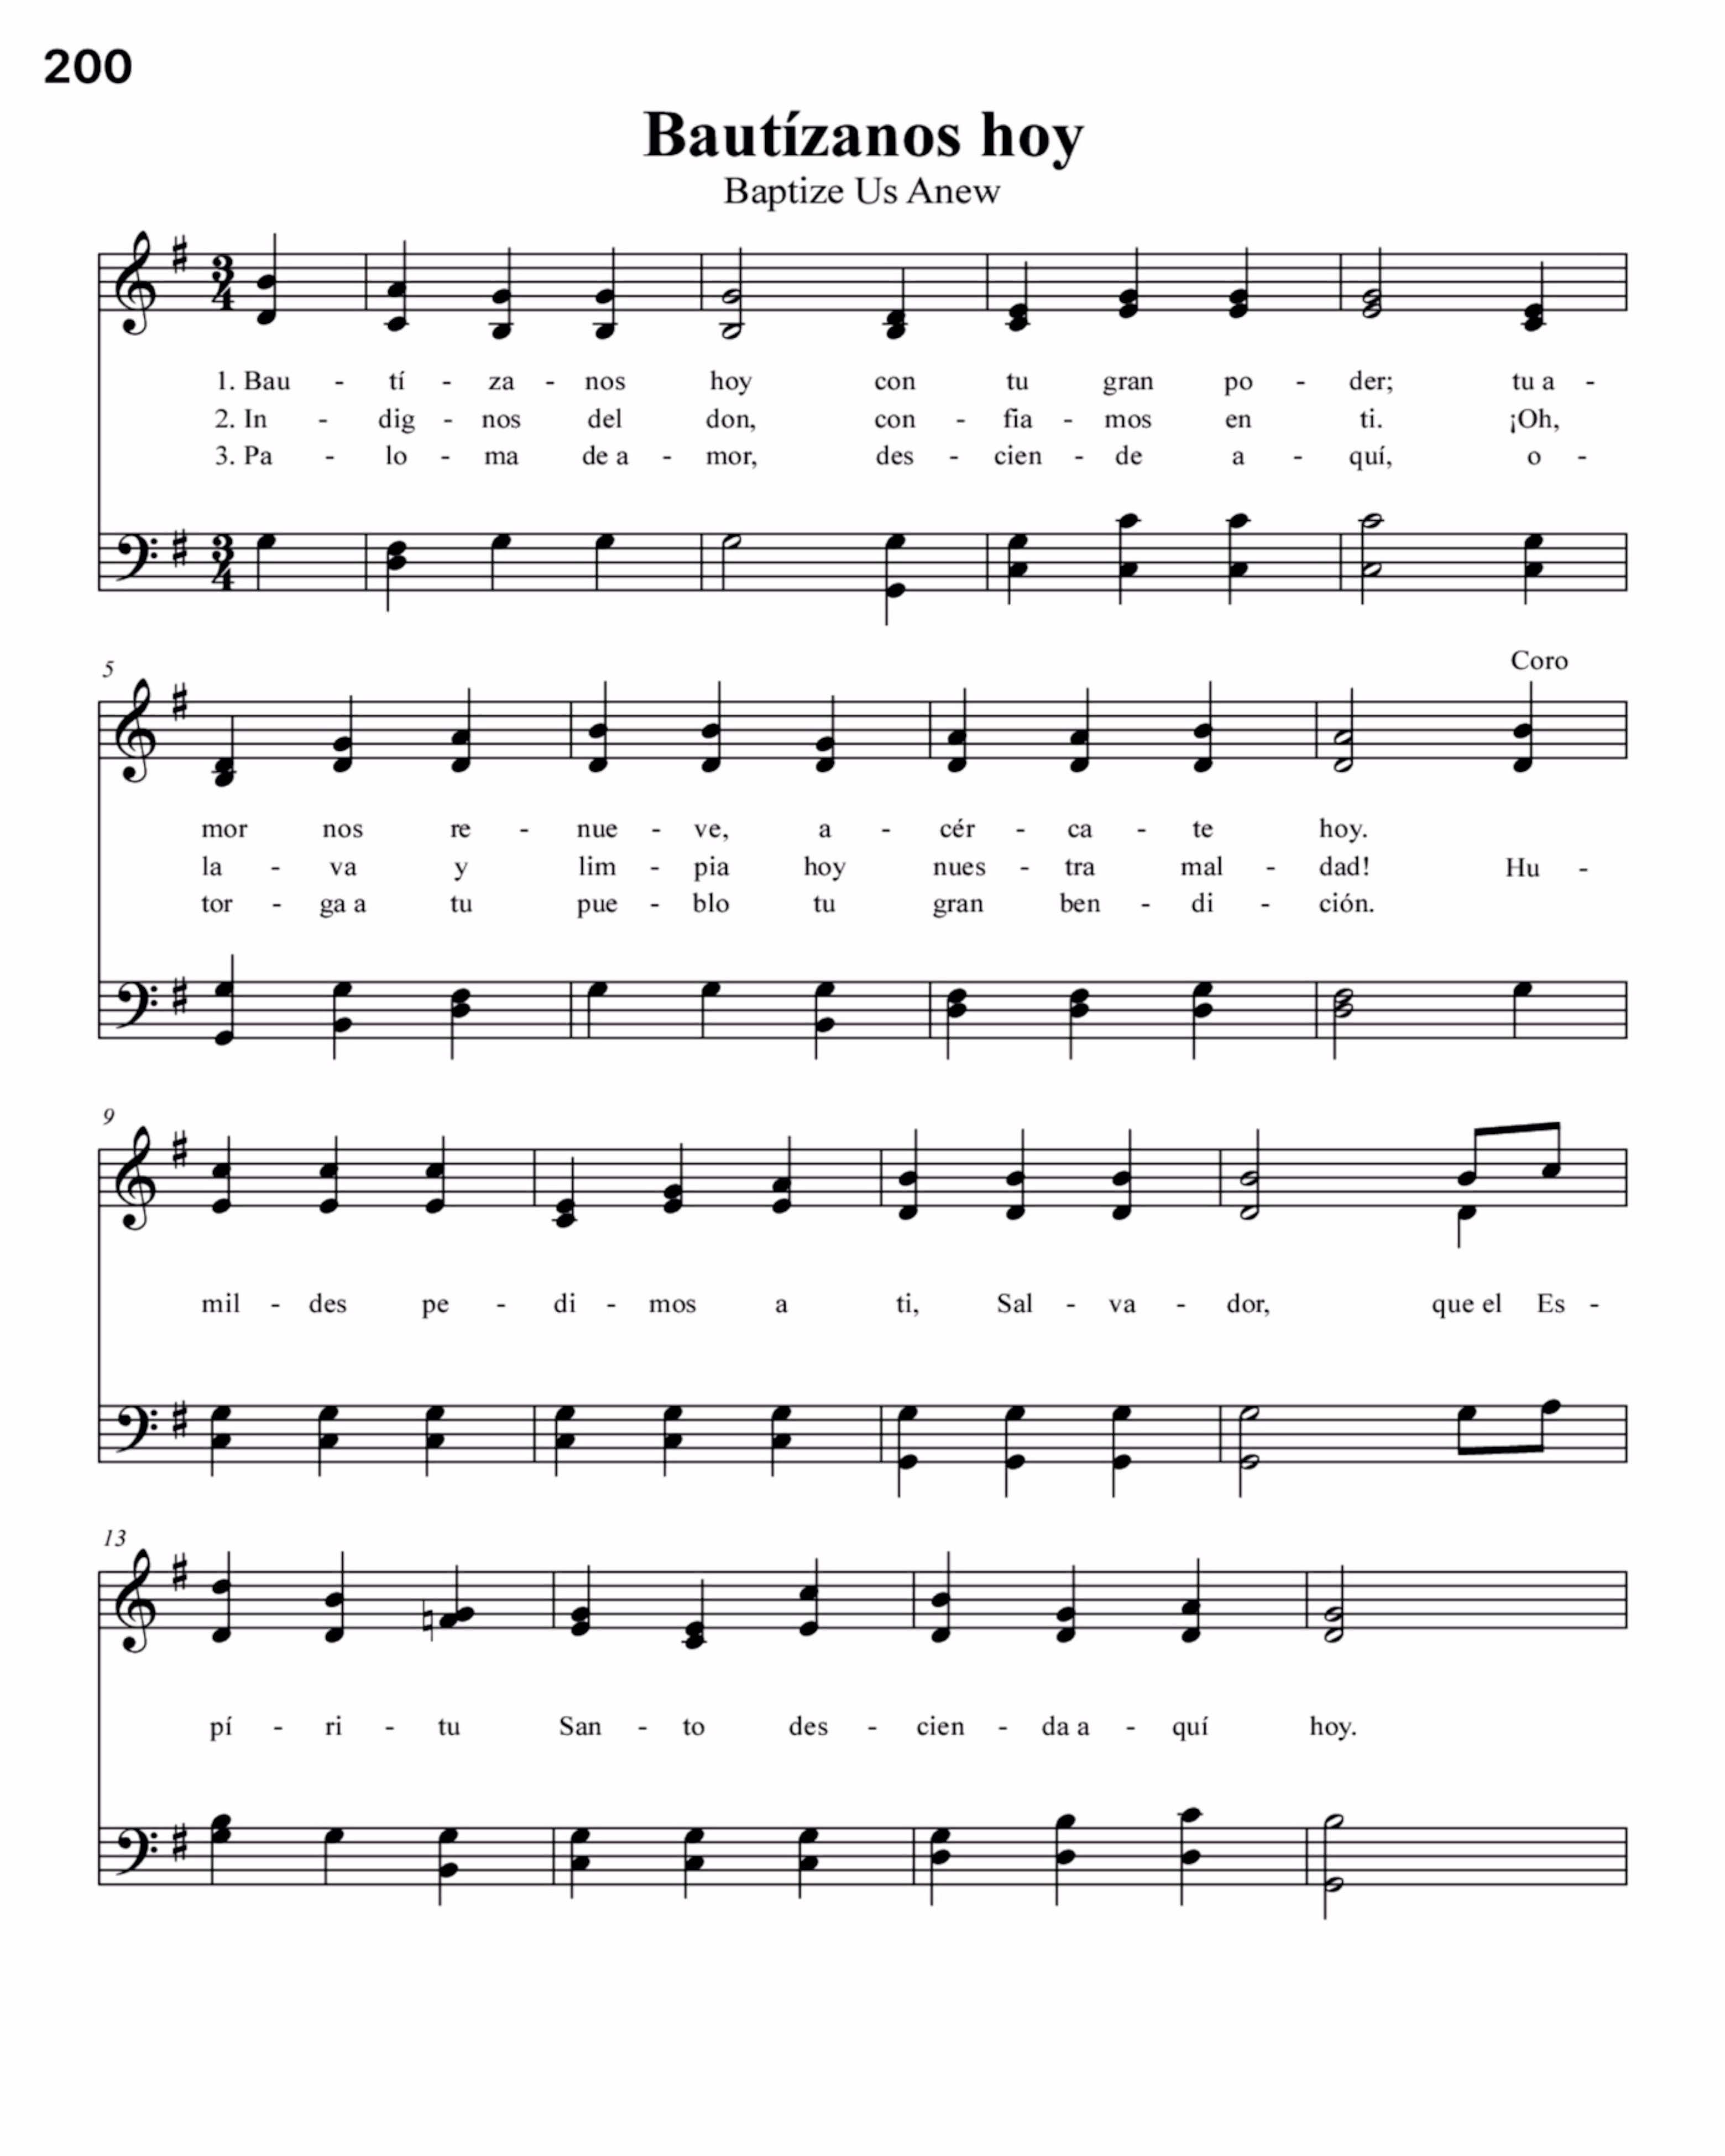 200
Bautízanos hoy
Baptize Us Anew
1. Bau - tí - za - nos hoy con tu gran po - der; tu a -
2. In - dig - nos del don, con - fia - mos en ti. ¡Oh,
3. Pa - lo - ma de a - mor, des - cien - de a - quí, o -
5
Coro
mor nos re - nue - ve, a - cér - ca - te hoy.
la - va y lim - pia hoy nues - tra mal - dad! Hu -
tor - ga a tu pue - blo tu gran ben - di - ción.
9
mil - des pe - di - mos a ti, Sal - va - dor, que el Es -
13
pí - ri - tu San - to des - cien - da a - quí hoy.